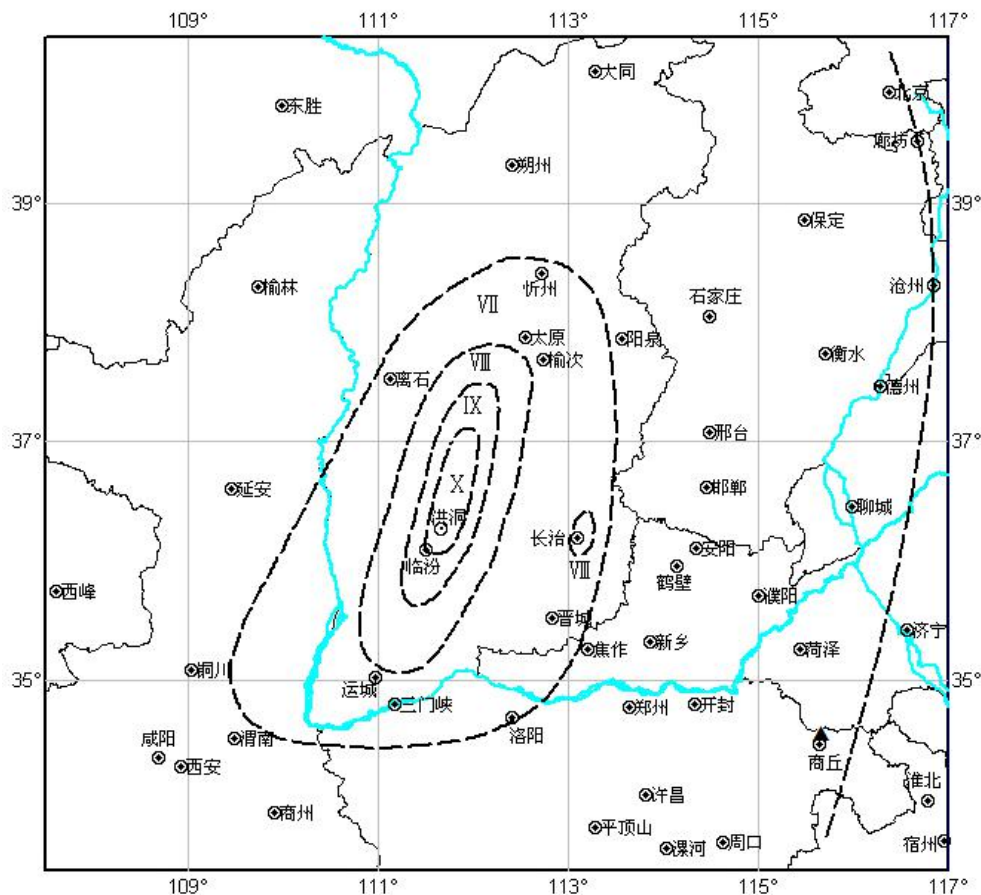 109°
111°
113°
115°
117°
大同
北京
东胜
廊坊
朔州
39°
39°
保定
忻州
榆林
沧州
VII
石家庄
太原
阳泉
衡水
榆次
VIII
离石
德州
IX
37°
37°
邢台
X
延安
邯郸
聊城
洪洞
长治
临汾
安阳
VIII
鹤壁
西峰
濮阳
晋城
济宁
新乡
焦作
菏泽
铜川
35°
35°
运城
三门峡
郑州
开封
洛阳
咸阳
渭南
西安
商丘
淮北
商州
许昌
平顶山
周口
漯河
宿州
109°
111°
113°
115°
117°